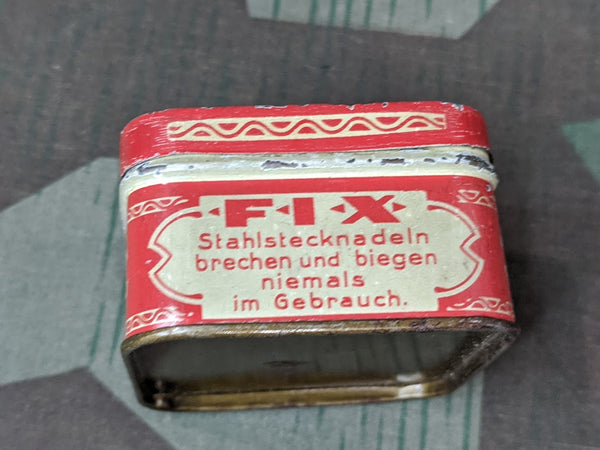 FIX
Stahlstecknadeln
brechen und biegen
niemals
im Gebrauch.